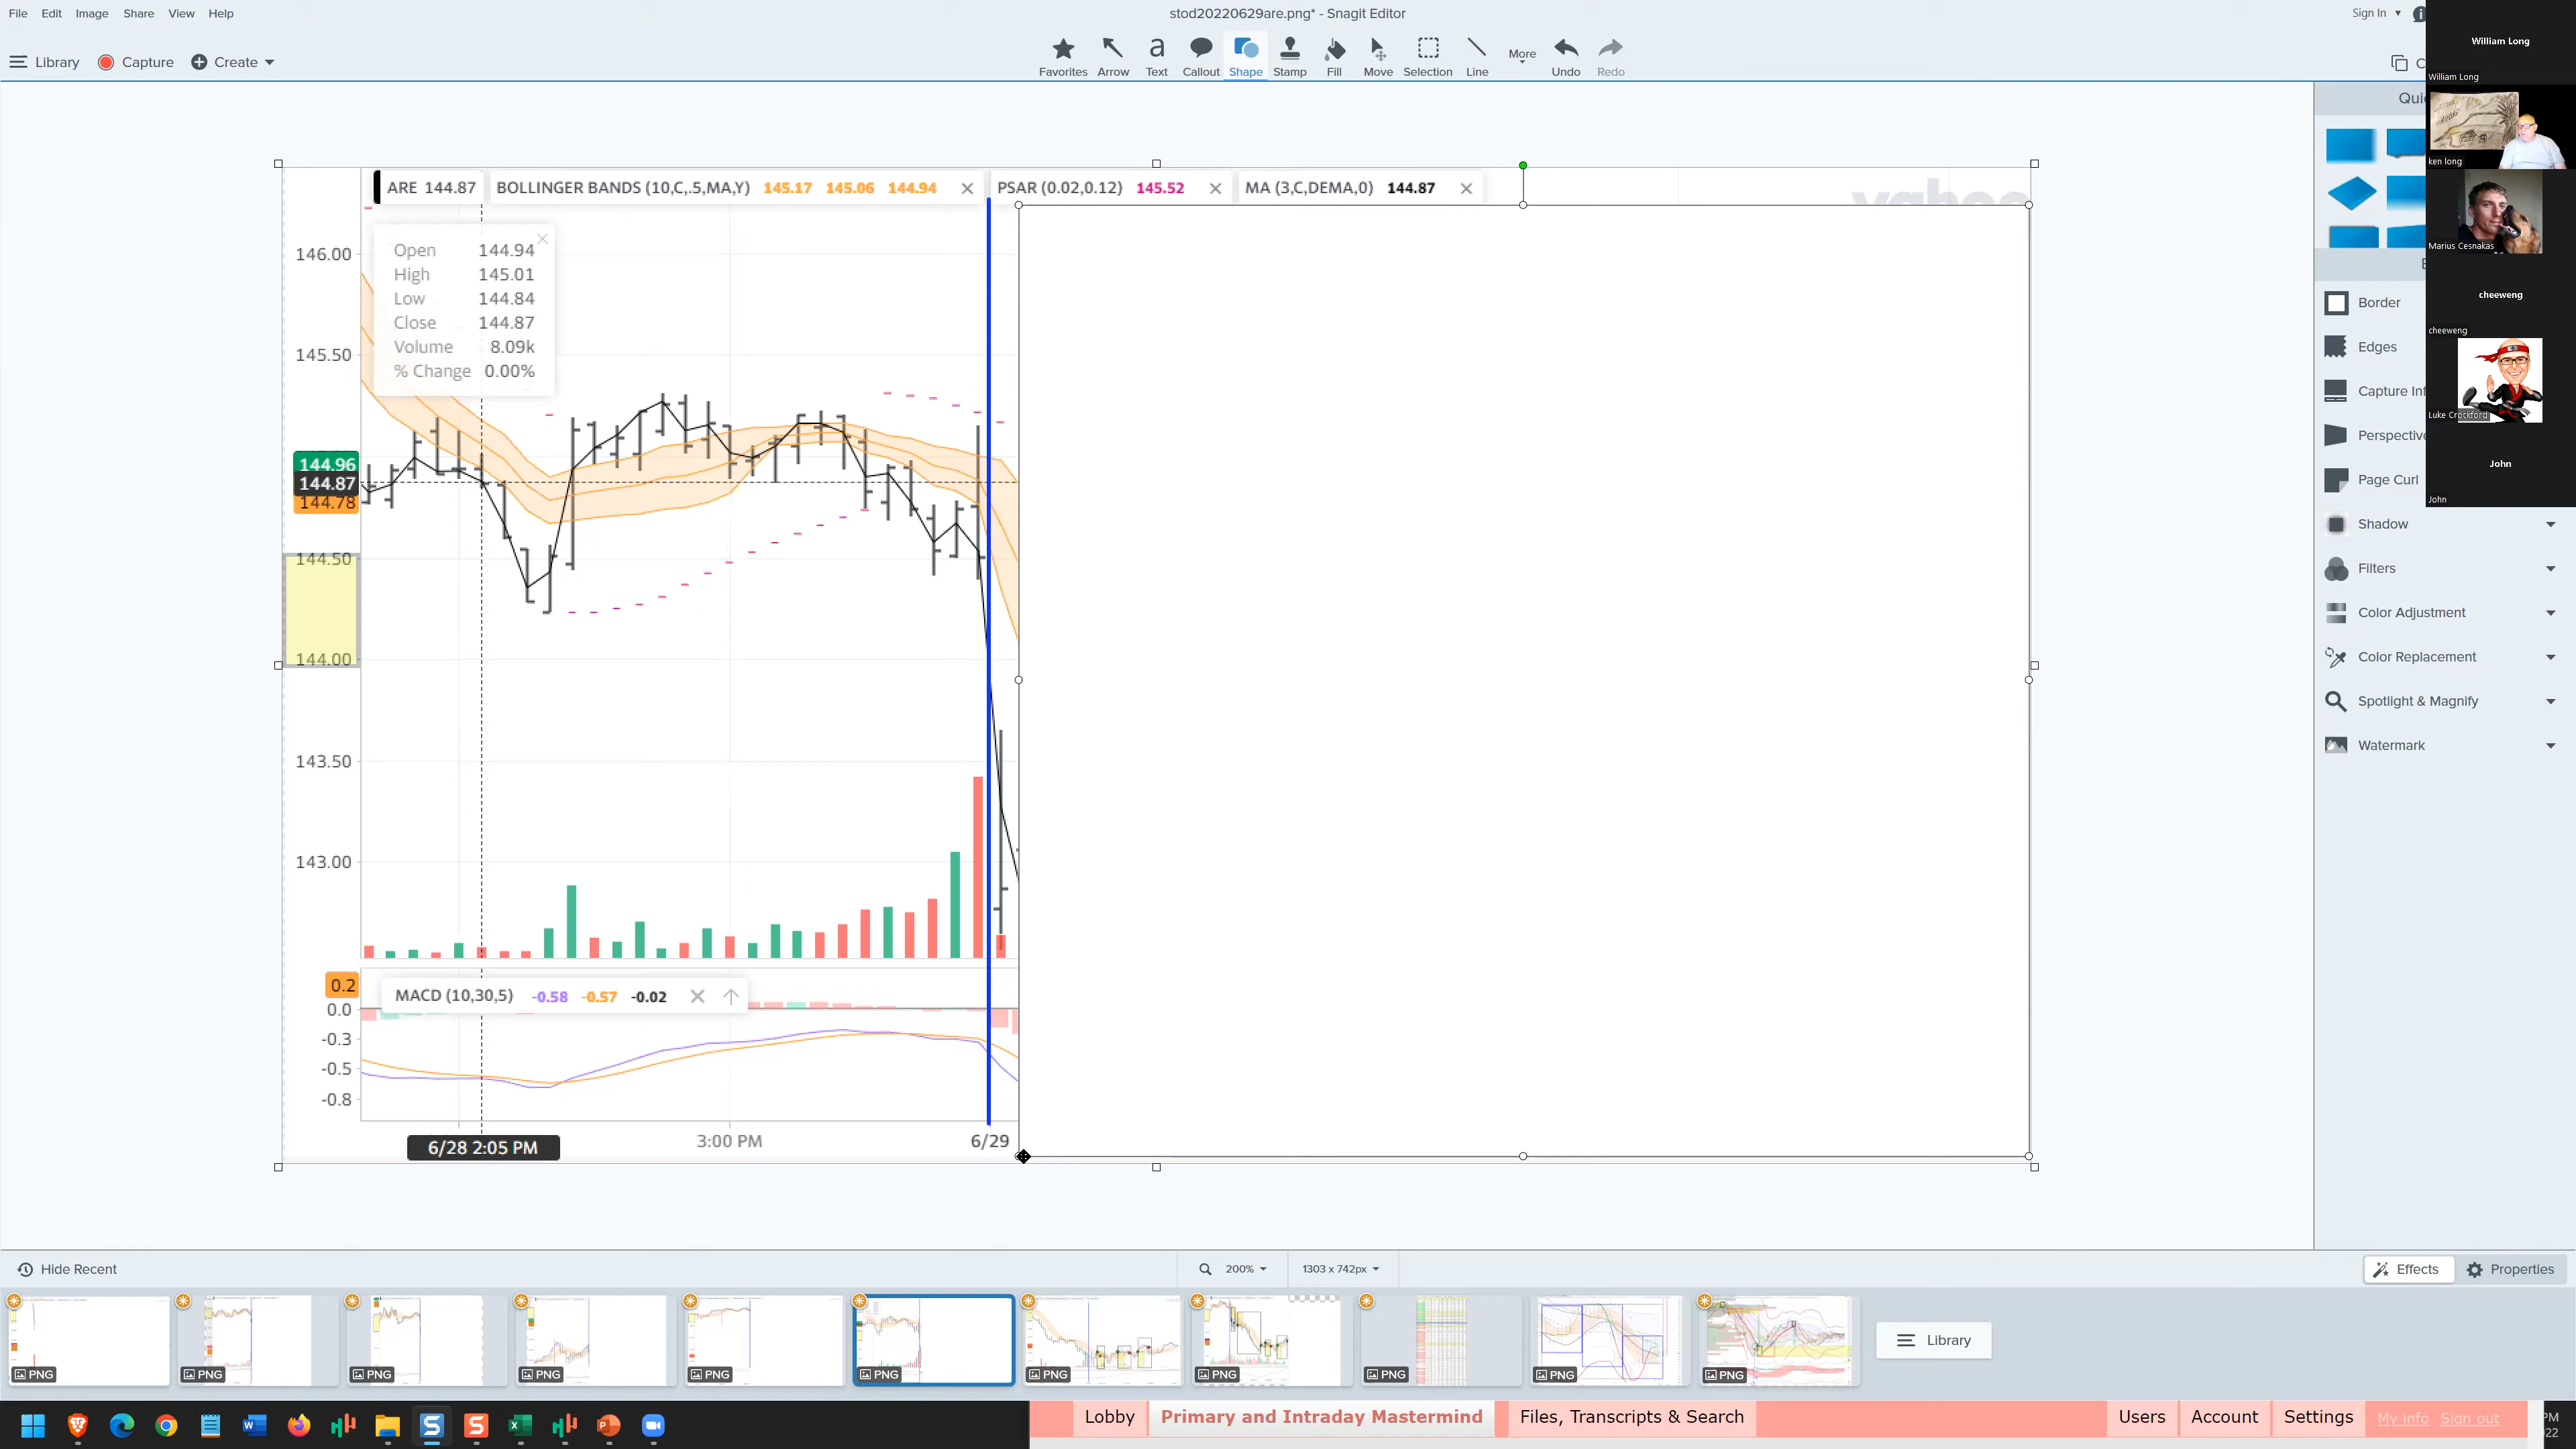 File Edit Image Share View Help
stod20220629are.png* - Snagit Editor
Sign In
Library Capture Create
Favorites Arrow Text Callout Shape Stamp Fill Move Selection Line More Undo Redo
William Long
William Long
ken long
Marius Cesnakas
cheeweng
cheeweng
Luke Crockford
John
John
ARE 144.87
BOLLINGER BANDS (10,C,.5,MA,Y) 145.17 145.06 144.94
PSAR (0.02,0.12) 145.52
MA (3,C,DEMA,0) 144.87
Open 144.94
High 145.01
Low 144.84
Close 144.87
Volume 8.09k
% Change 0.00%
146.00
145.50
144.96
144.87
144.78
144.50
144.00
143.50
143.00
MACD (10,30,5) -0.58 -0.57 -0.02
0.2
0.0
-0.3
-0.5
-0.8
6/28 2:05 PM
3:00 PM
6/29
Border
Edges
Capture Inf
Perspective
Page Curl
Shadow
Filters
Color Adjustment
Color Replacement
Spotlight & Magnify
Watermark
Hide Recent
200%
1303 x 742px
Effects
Properties
PNG
PNG
PNG
PNG
PNG
PNG
PNG
PNG
PNG
PNG
PNG
Library
Lobby
Primary and Intraday Mastermind
Files, Transcripts & Search
Users
Account
Settings
My info
Sign out
PM
22